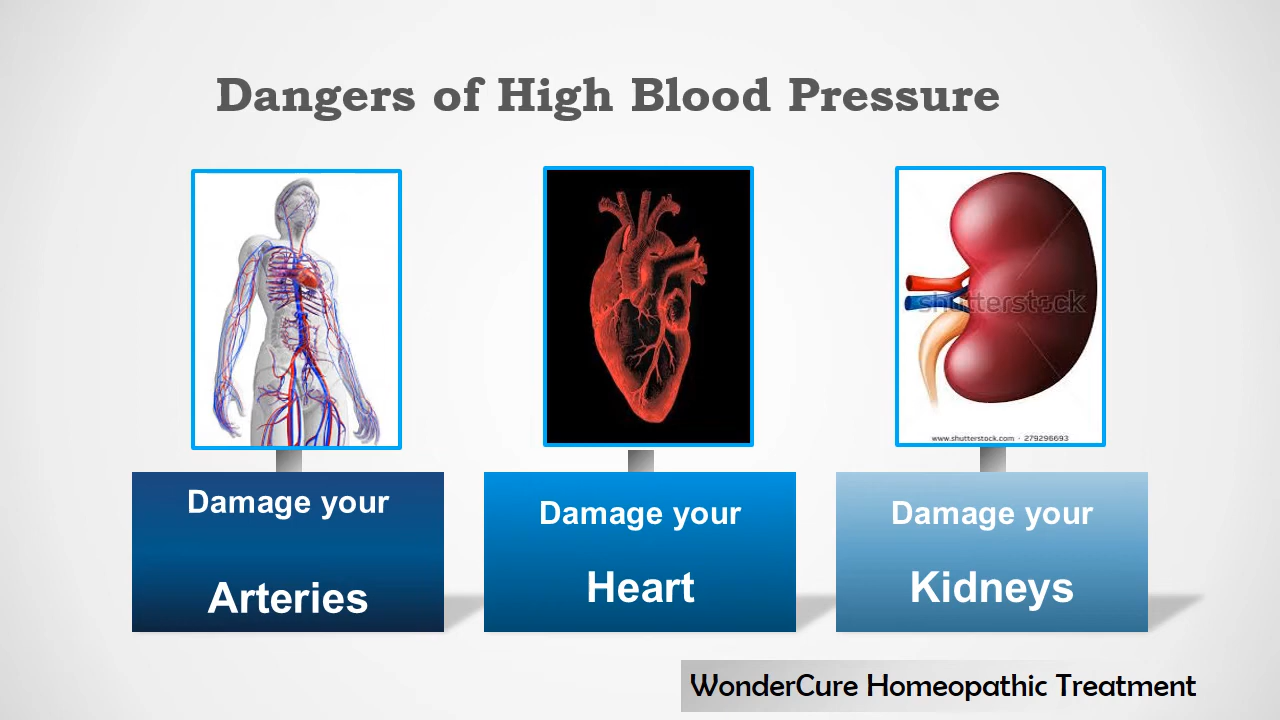 Dangers of High Blood Pressure
shutterstock
www.shutterstock.com · 279296693
Damage your
Arteries
Damage your
Heart
Damage your
Kidneys
WonderCure Homeopathic Treatment